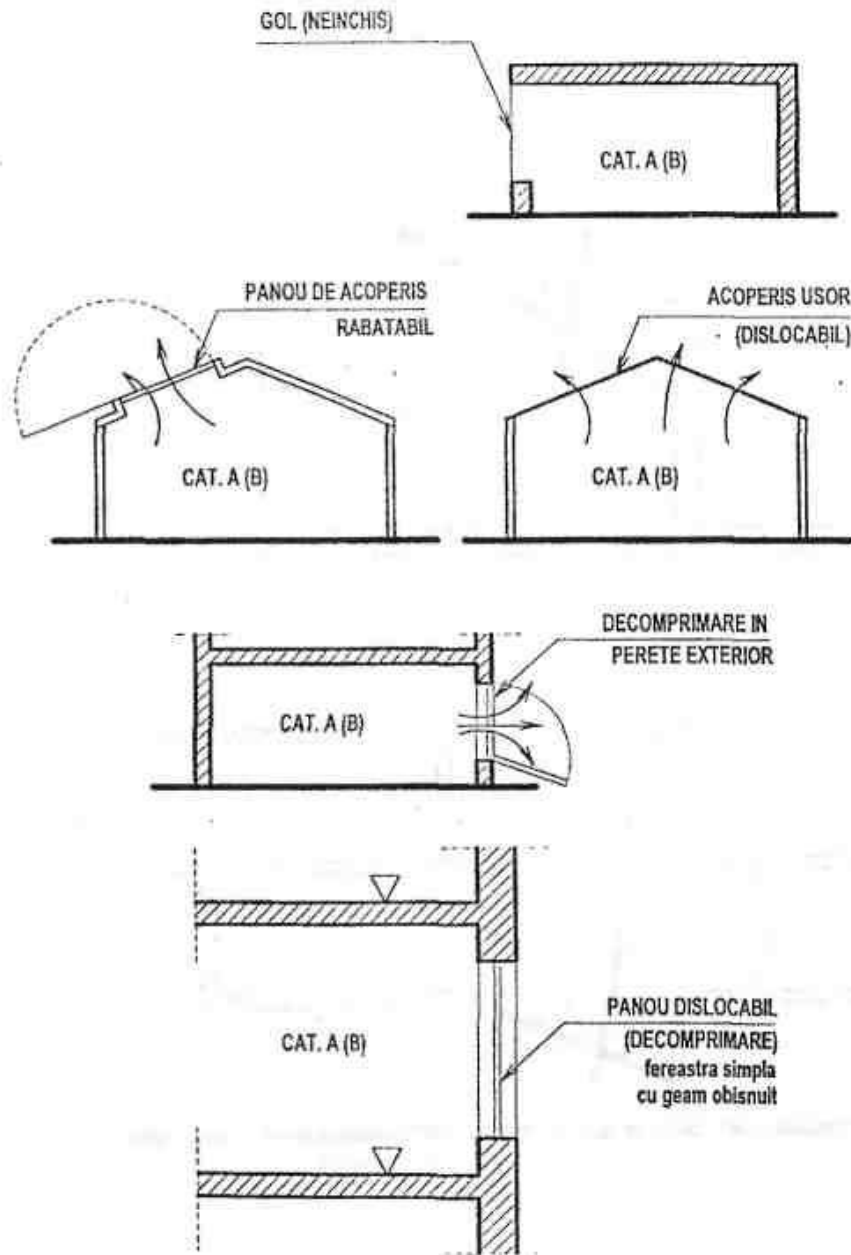 GOL (NEINCHIS)
CAT. A (B)
PANOU DE ACOPERIS
RABATABIL
ACOPERIS USOR
(DISLOCABIL)
CAT. A (B)
CAT. A (B)
DECOMPRIMARE IN
PERETE EXTERIOR
CAT. A (B)
CAT. A (B)
PANOU DISLOCABIL
(DECOMPRIMARE)
fereastra simpla
cu geam obisnuit